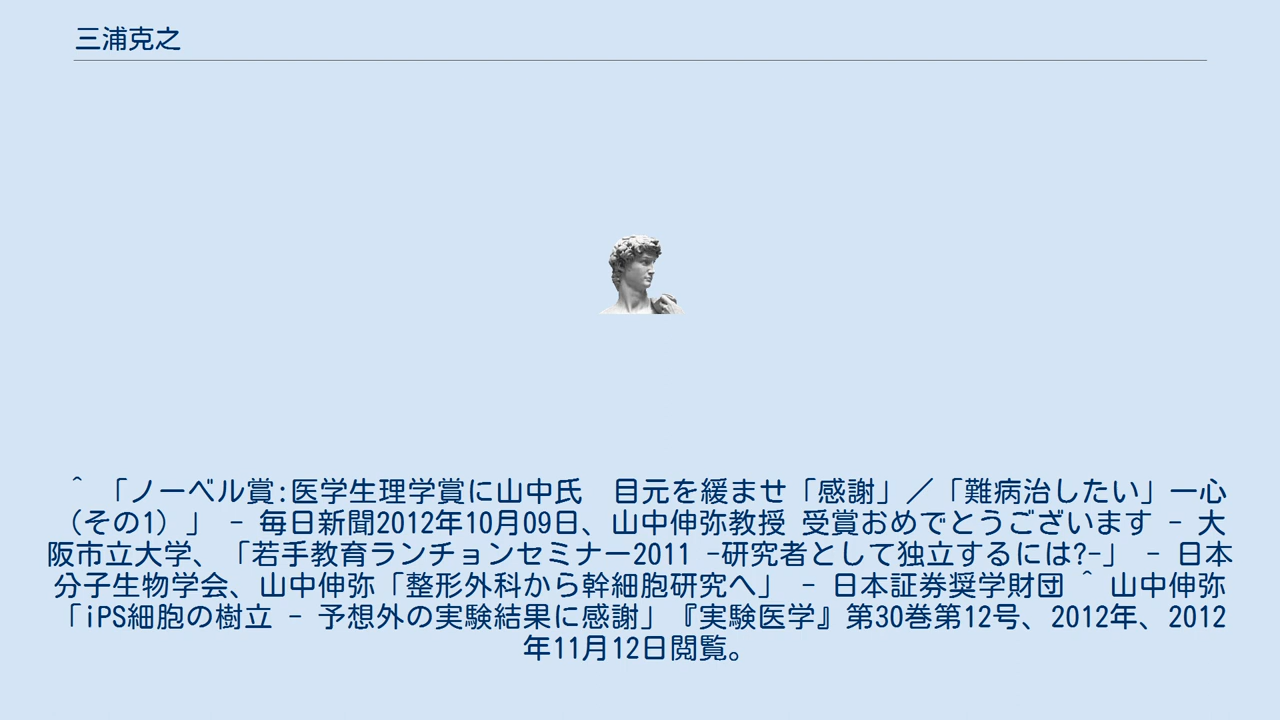 三浦克之
^ 「ノーベル賞:医学生理学賞に山中氏　目元を緩ませ「感謝」／「難病治したい」一心
（その1）」 - 毎日新聞2012年10月09日、山中伸弥教授 受賞おめでとうございます - 大
阪市立大学、「若手教育ランチョンセミナー2011 -研究者として独立するには?-」 - 日本
分子生物学会、山中伸弥「整形外科から幹細胞研究へ」 - 日本証券奨学財団 ^ 山中伸弥
「iPS細胞の樹立 - 予想外の実験結果に感謝」『実験医学』第30巻第12号、2012年、2012
年11月12日閲覧。